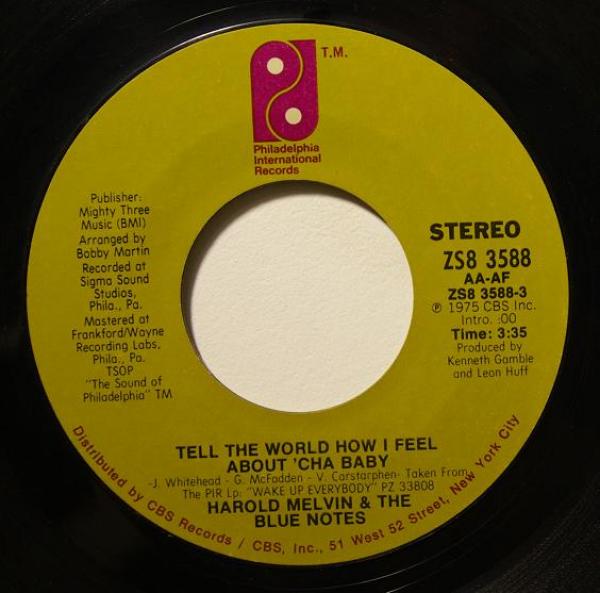 T.M.
Philadelphia
International
Records
Publisher:
Mighty Three
Music (BMI)
Arranged by
Bobby Martin
Recorded at
Sigma Sound
Studios,
Phila., Pa.
Mastered at
Frankford/Wayne
Recording Labs,
Phila., Pa.
TSOP
"The Sound of
Philadelphia" TM
STEREO
ZS8 3588
AA-AF
ZS8 3588-3
℗ 1975 CBS Inc.
Intro. :00
Time: 3:35
Produced by
Kenneth Gamble
and Leon Huff
TELL THE WORLD HOW I FEEL
ABOUT 'CHA BABY
-J. Whitehead - G. McFadden - V. Carstarphen- Taken From
The PIR Lp: "WAKE UP EVERYBODY" PZ 33808
HAROLD MELVIN & THE
BLUE NOTES
Distributed by CBS Records / CBS, Inc., 51 West 52 Street, New York City